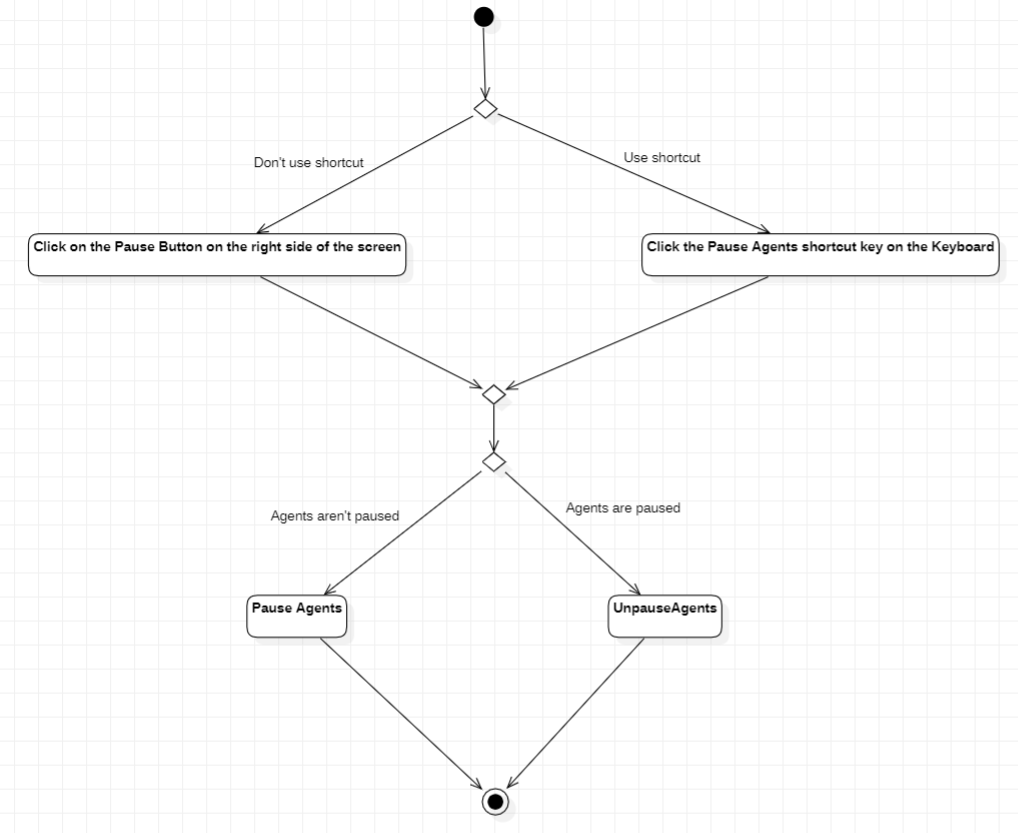 Don't use shortcut
Use shortcut
Click on the Pause Button on the right side of the screen
Click the Pause Agents shortcut key on the Keyboard
Agents aren't paused
Agents are paused
Pause Agents
UnpauseAgents